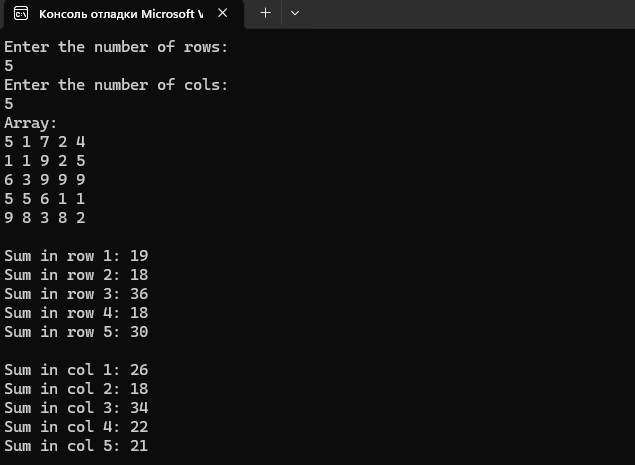 Консоль отладки Microsoft V
Enter the number of rows:
5
Enter the number of cols:
5
Array:
5 1 7 2 4
1 1 9 2 5
6 3 9 9 9
5 5 6 1 1
9 8 3 8 2
Sum in row 1: 19
Sum in row 2: 18
Sum in row 3: 36
Sum in row 4: 18
Sum in row 5: 30
Sum in col 1: 26
Sum in col 2: 18
Sum in col 3: 34
Sum in col 4: 22
Sum in col 5: 21